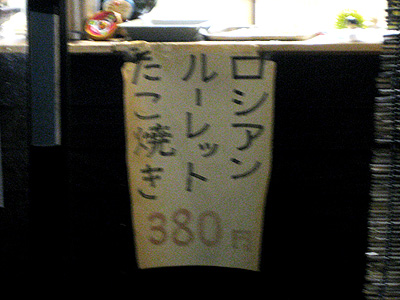 ロシアン
ルーレット
たこ焼き
380円